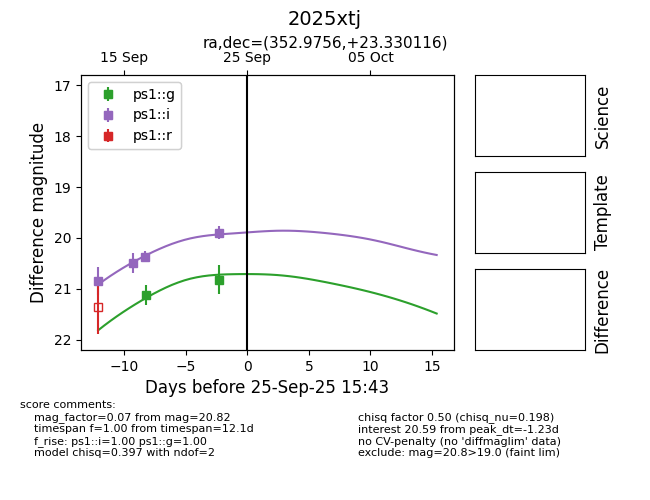 2025xtj
ra,dec=(352.9756,+23.330116)
15 Sep
25 Sep
05 Oct
17
18
19
20
21
22
Difference magnitude
ps1::g
ps1::i
ps1::r
−10
−5
0
5
10
15
Days before 25-Sep-25 15:43
Science
Template
Difference
score comments:
mag_factor=0.07 from mag=20.82
timespan f=1.00 from timespan=12.1d
f_rise: ps1::i=1.00 ps1::g=1.00
model chisq=0.397 with ndof=2
chisq factor 0.50 (chisq_nu=0.198)
interest 20.59 from peak_dt=-1.23d
no CV-penalty (no 'diffmaglim' data)
exclude: mag=20.8>19.0 (faint lim)